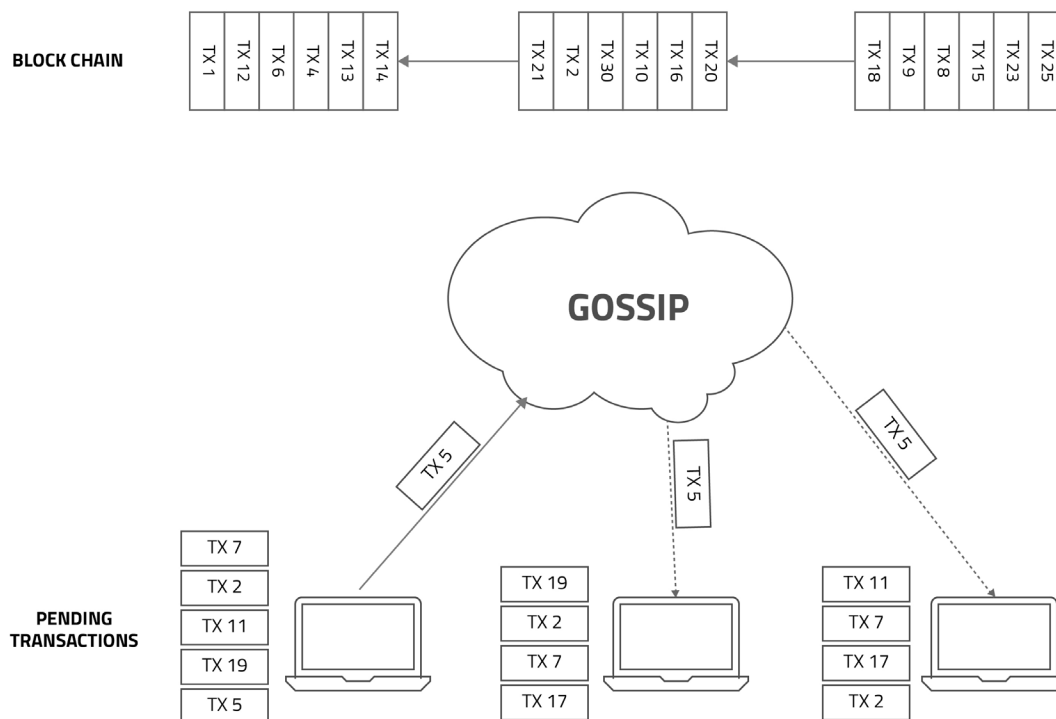 BLOCK CHAIN
TX 1
TX 12
TX 6
TX 4
TX 13
TX 14
TX 21
TX 2
TX 30
TX 10
TX 16
TX 20
TX 18
TX 9
TX 8
TX 15
TX 23
TX 25
GOSSIP
TX 5
TX 5
TX 5
PENDING
TRANSACTIONS
TX 7
TX 2
TX 11
TX 19
TX 5
TX 19
TX 2
TX 7
TX 17
TX 11
TX 7
TX 17
TX 2